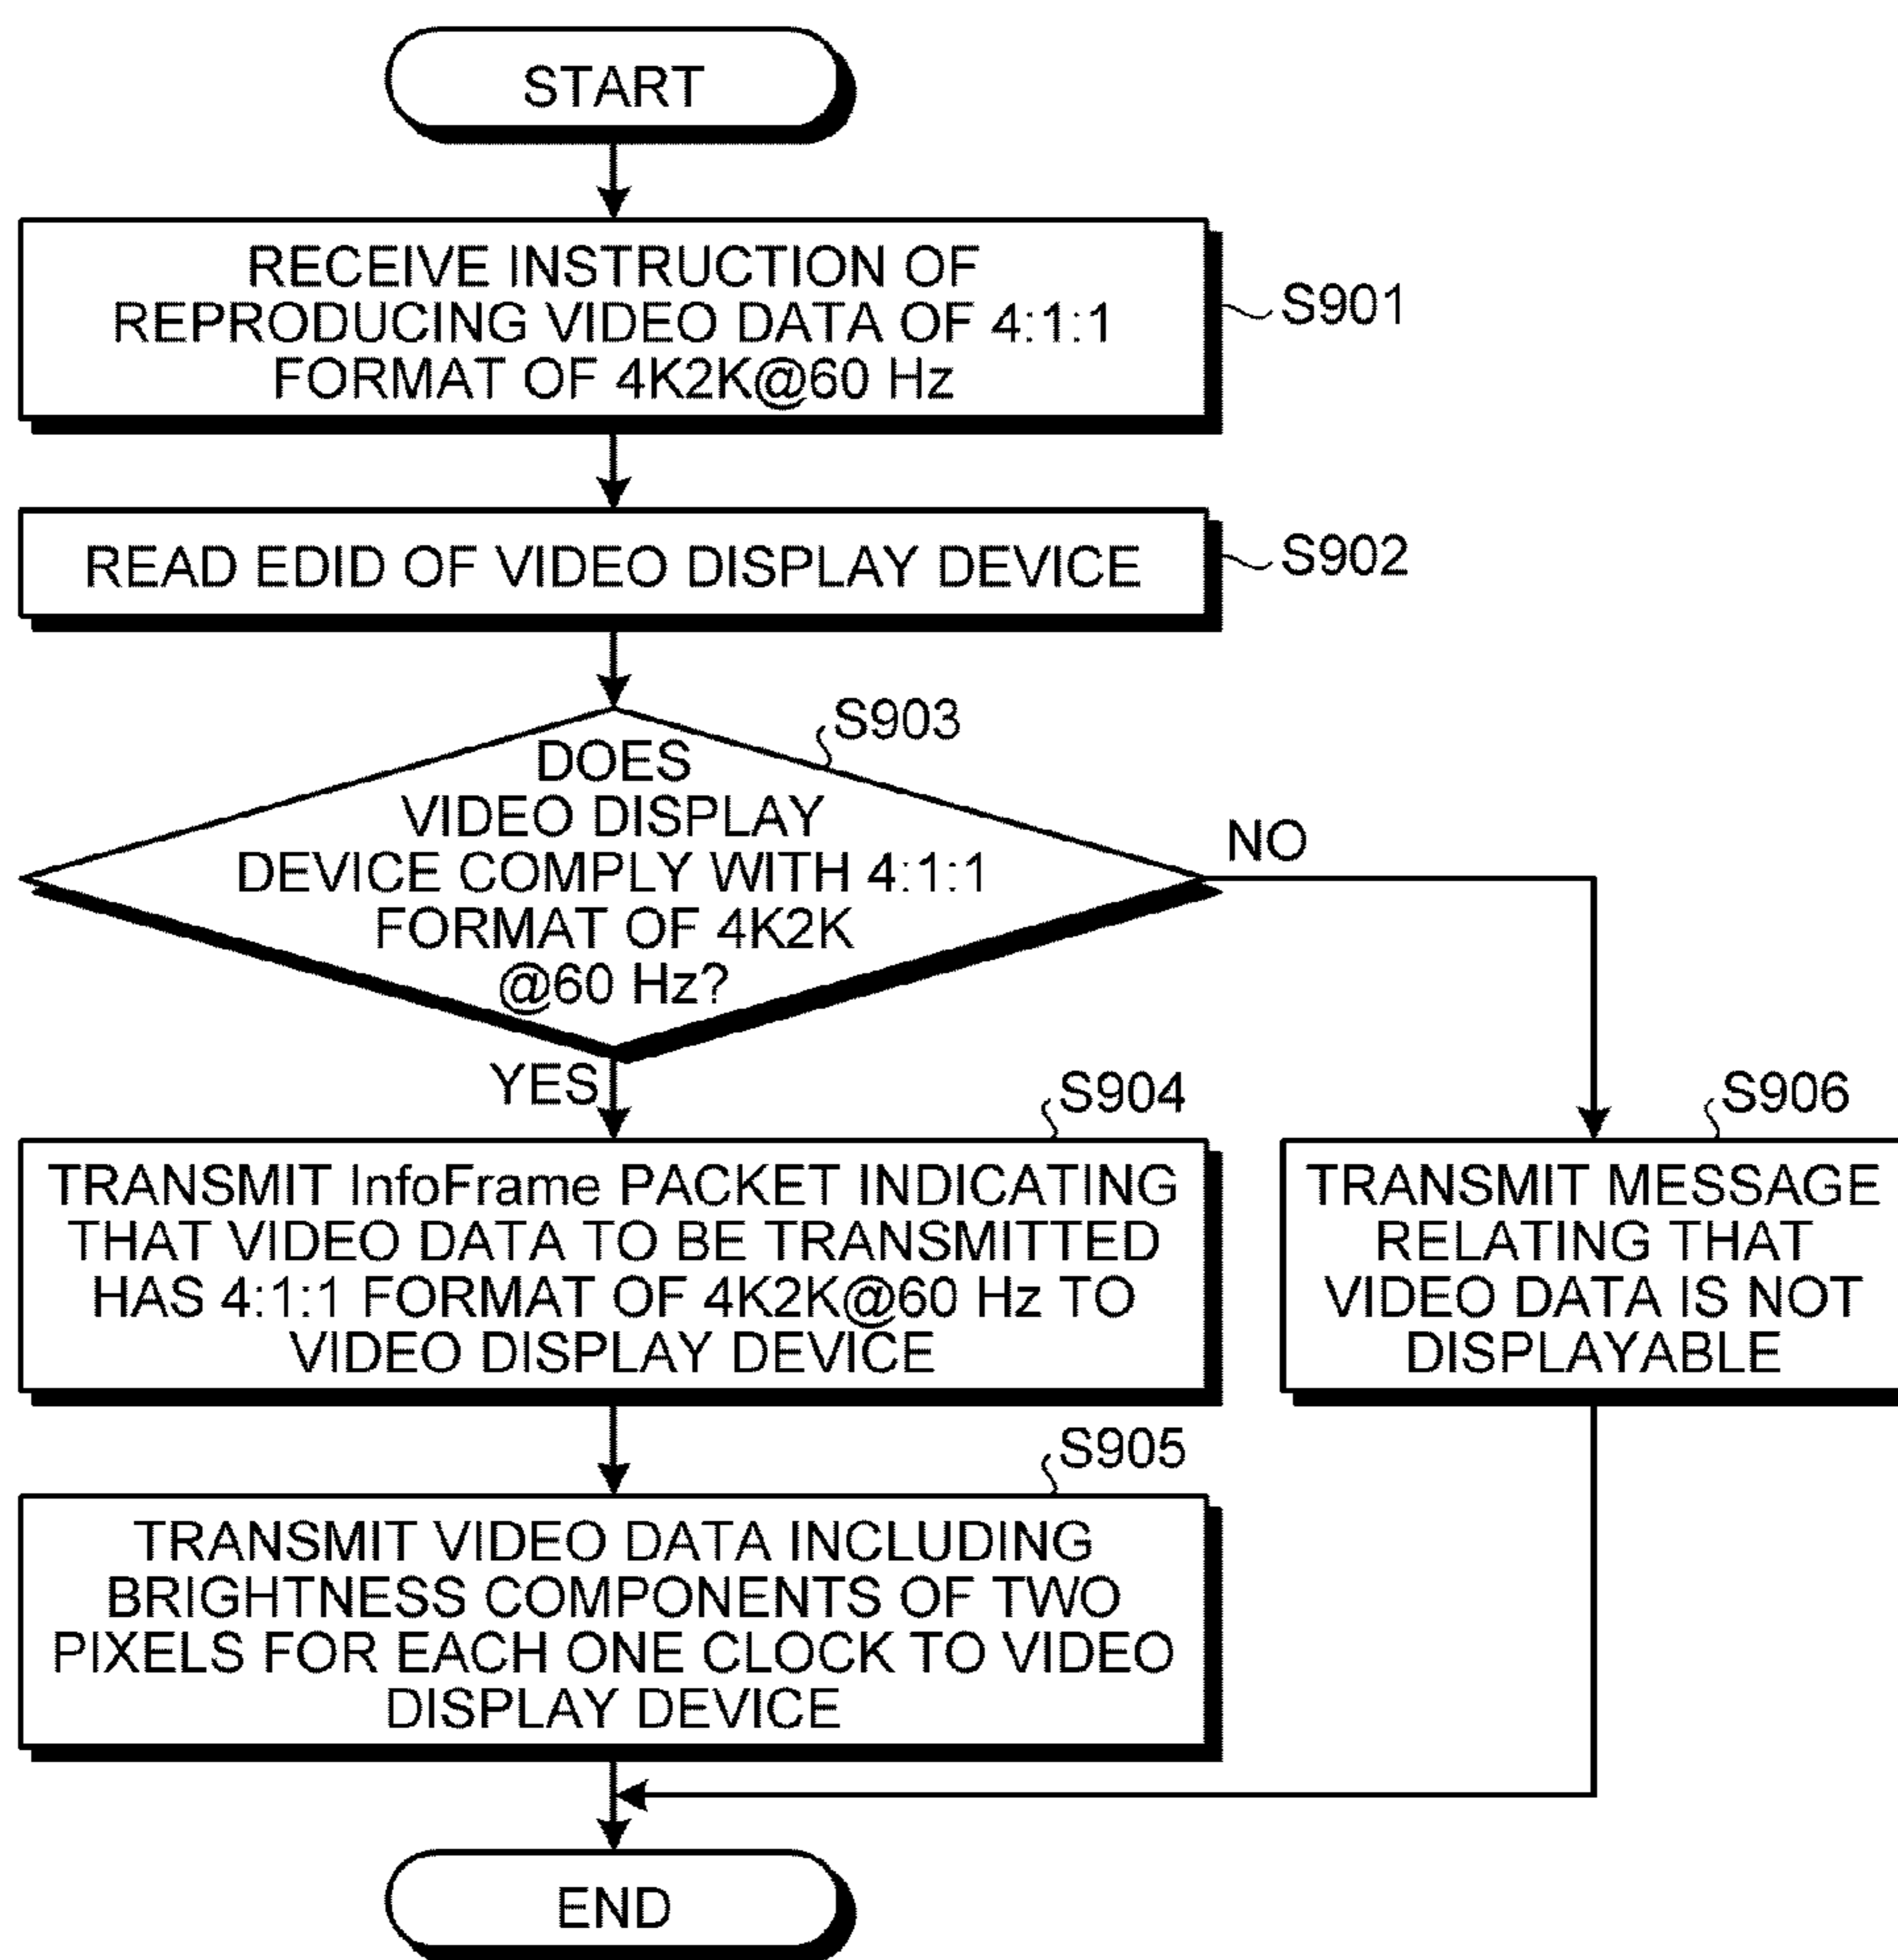 START
RECEIVE INSTRUCTION OF
REPRODUCING VIDEO DATA OF 4:1:1
FORMAT OF 4K2K@60 Hz
S901
READ EDID OF VIDEO DISPLAY DEVICE
S902
S903
DOES
VIDEO DISPLAY
DEVICE COMPLY WITH 4:1:1
FORMAT OF 4K2K
@60 Hz?
NO
YES
S904
TRANSMIT InfoFrame PACKET INDICATING
THAT VIDEO DATA TO BE TRANSMITTED
HAS 4:1:1 FORMAT OF 4K2K@60 Hz TO
VIDEO DISPLAY DEVICE
S906
TRANSMIT MESSAGE
RELATING THAT
VIDEO DATA IS NOT
DISPLAYABLE
S905
TRANSMIT VIDEO DATA INCLUDING
BRIGHTNESS COMPONENTS OF TWO
PIXELS FOR EACH ONE CLOCK TO VIDEO
DISPLAY DEVICE
END